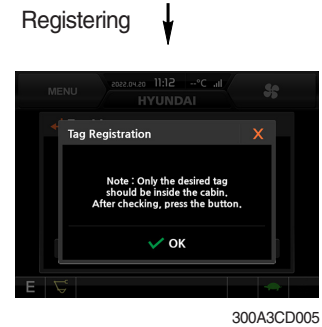 Registering
MENU
2022.04.20 11:12 --°C .ull
HYUNDAI
Tag Registration X
Note : Only the desired tag
should be inside the cabin.
After checking, press the button.
OK
E
300A3CD005